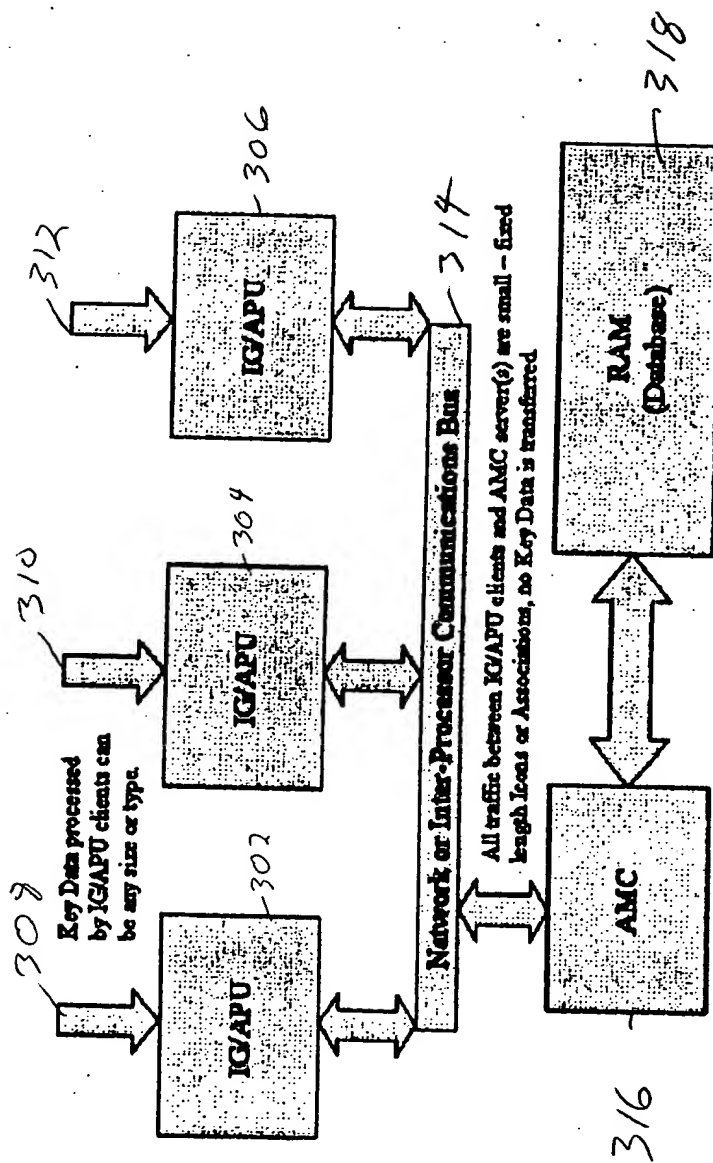 308
310
312
Key Data processed
by IG/APU clients can
be any size or type.
IG/APU
302
IG/APU
304
IG/APU
306
Network or Inter-Processor Communications Bus
314
All traffic between IG/APU clients and AMC server(s) are small – fixed
length Icons or Associations, no Key Data is transferred
AMC
316
RAM
(Database)
318